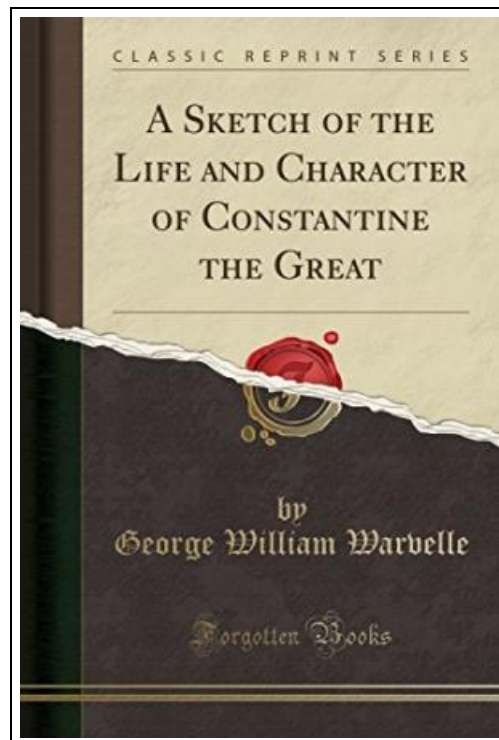 CLASSIC REPRINT SERIES
A SKETCH OF THE
LIFE AND CHARACTER
OF CONSTANTINE
THE GREAT
by
George William Warvelle
Forgotten Books